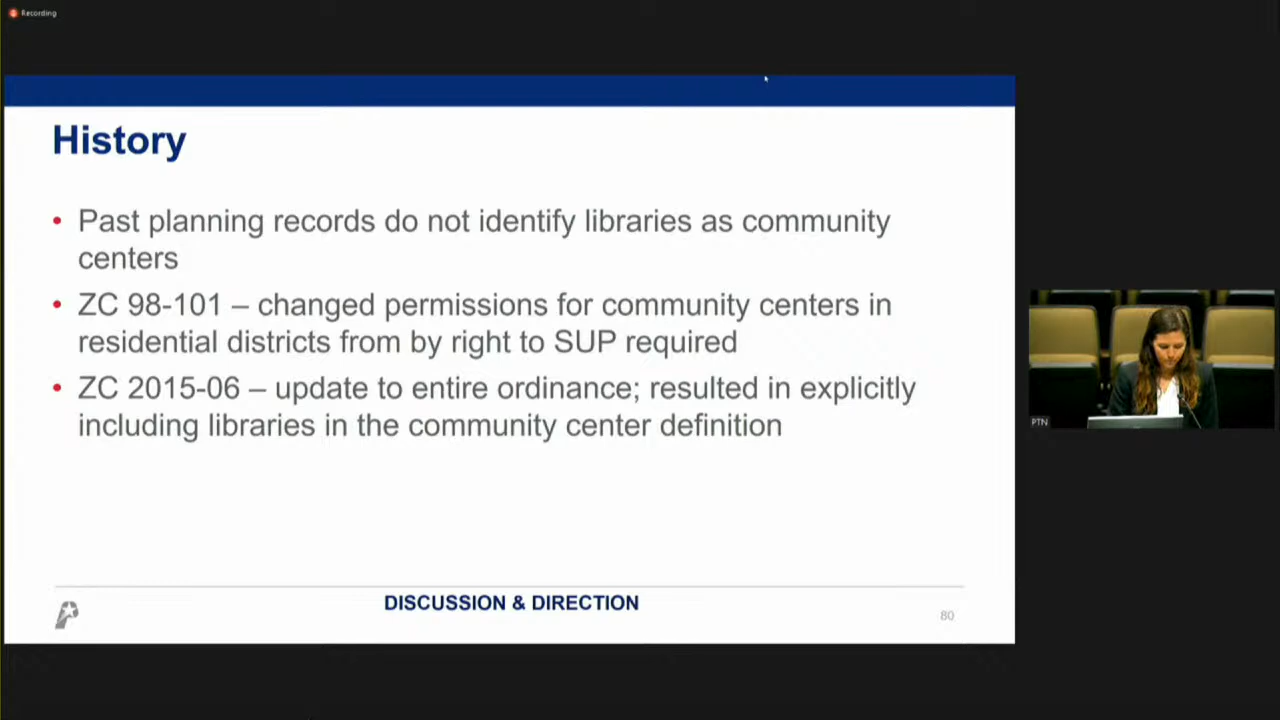 Recording
History
• Past planning records do not identify libraries as community
centers
• ZC 98-101 – changed permissions for community centers in
residential districts from by right to SUP required
• ZC 2015-06 – update to entire ordinance; resulted in explicitly
including libraries in the community center definition
PTN
DISCUSSION & DIRECTION
80